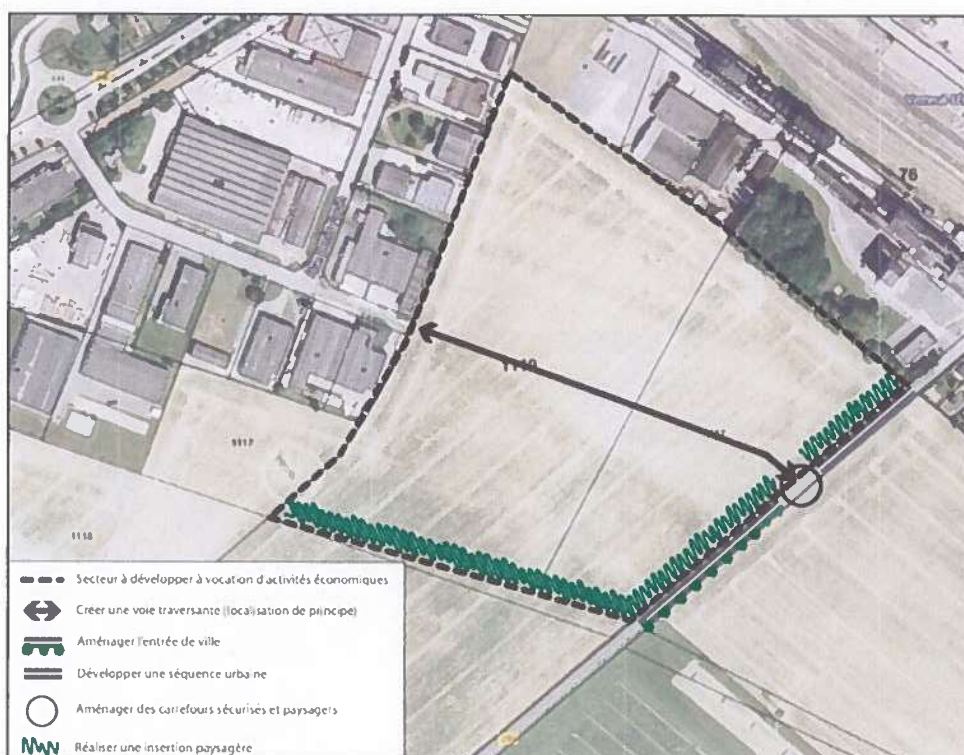 76
1117
1118
Secteur à développer à vocation d'activités économiques
Créer une voie traversante (localisation de principe)
Aménager l'entrée de ville
Développer une séquence urbaine
Aménager des carrefours sécurisés et paysagers
Réaliser une insertion paysagère